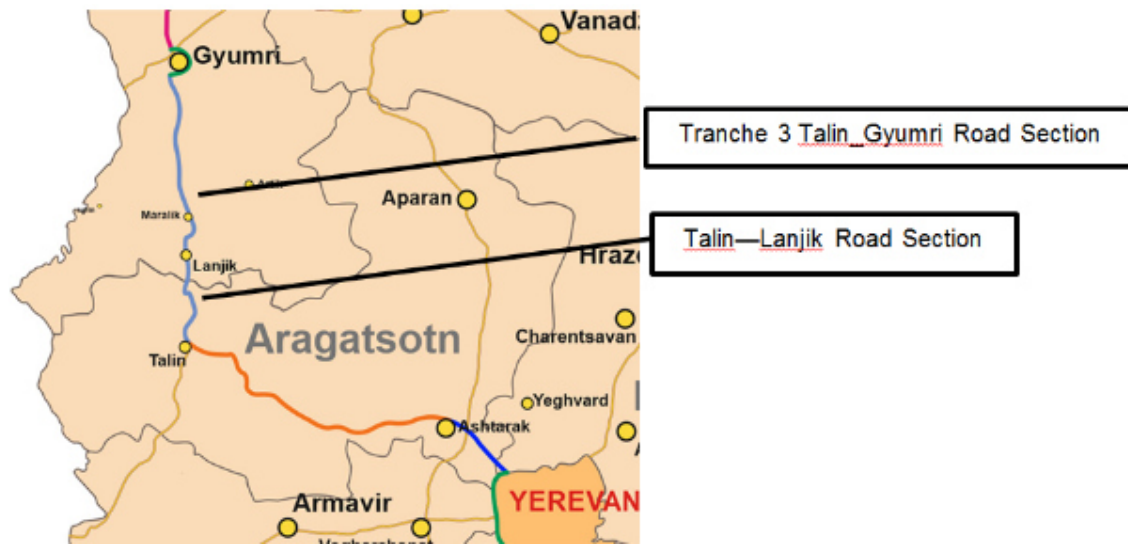 Vanadz
Gyumri
Tranche 3 Talin_Gyumri Road Section
Aparan
Maralik
Talin—Lanjik Road Section
Lanjik
Hrazd
Aragatsotn
Charentsavan
Talin
Yeghvard
Ashtarak
Armavir
YEREVAN